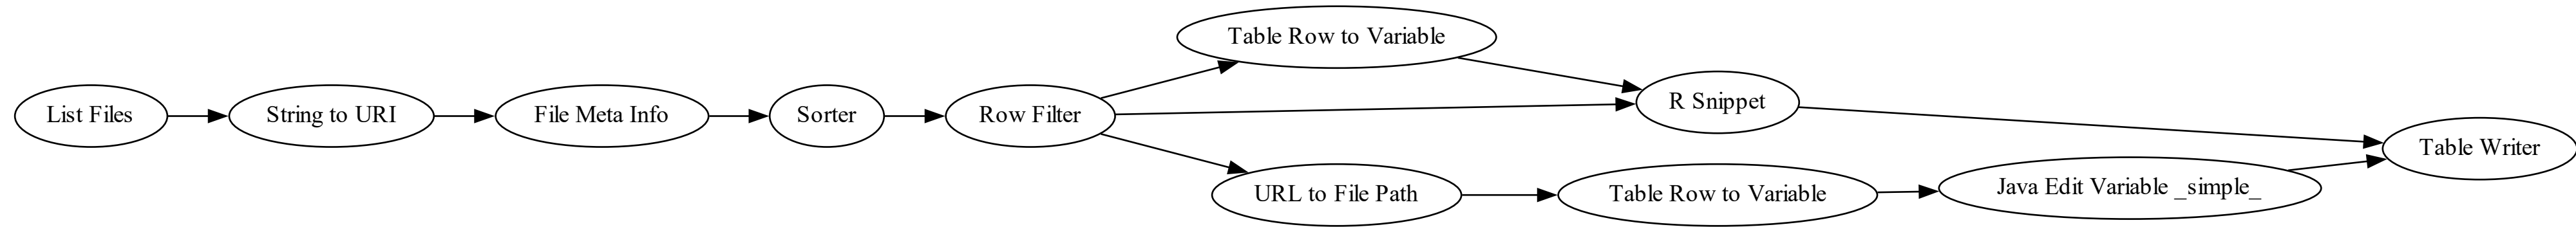 List Files
String to URI
File Meta Info
Sorter
Row Filter
Table Row to Variable
R Snippet
URL to File Path
Table Row to Variable
Java Edit Variable _simple_
Table Writer